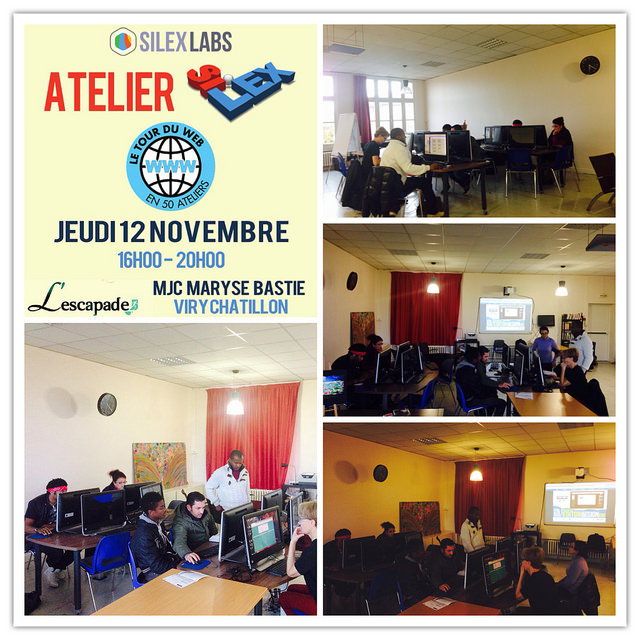 SILEXLABS
ATELIER SiLEX
LE TOUR DU WEB
WWW
EN 50 ATELIERS
JEUDI 12 NOVEMBRE
16H00 - 20H00
L'escapade
MJC MARYSE BASTIE
VIRY CHATILLON